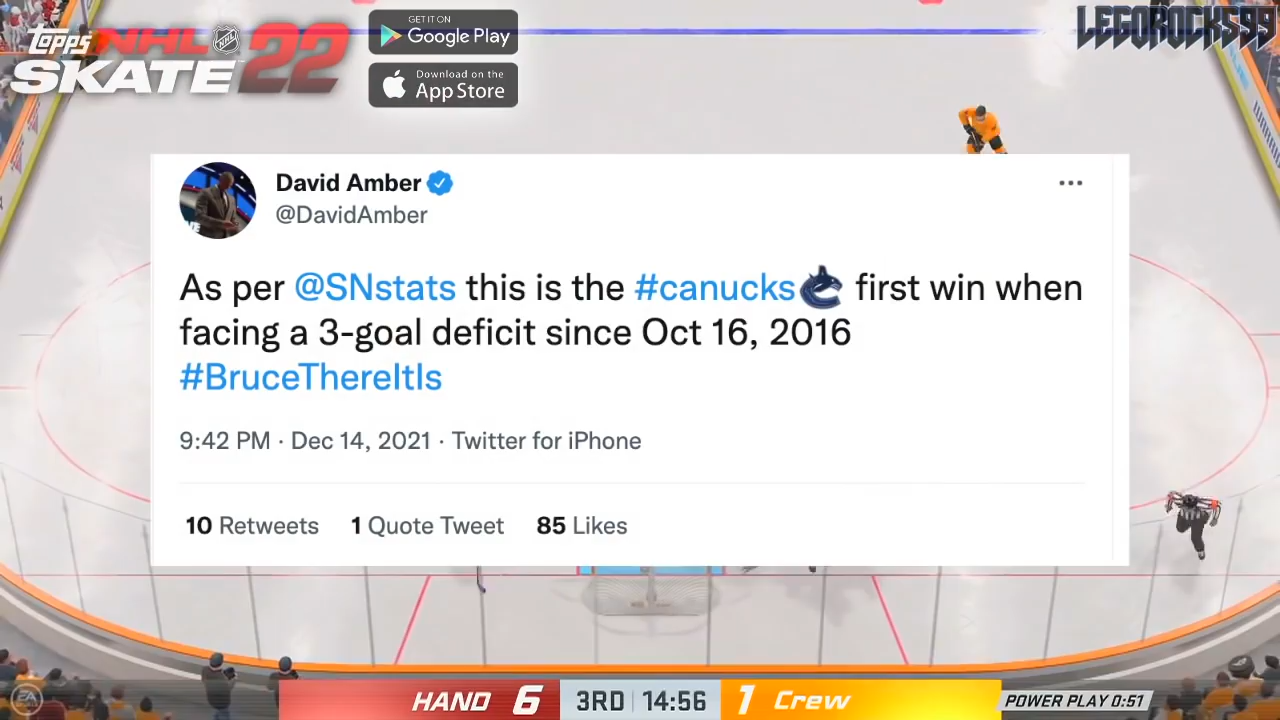 Topps NHL
SKATE 22
GET IT ON
Google Play
Download on the
App Store
LEGOROCKS99
David Amber
@DavidAmber
As per @SNstats this is the #canucks first win when
facing a 3-goal deficit since Oct 16, 2016
#BruceThereItIs
9:42 PM · Dec 14, 2021 · Twitter for iPhone
10 Retweets 1 Quote Tweet 85 Likes
EA
HAND 6 3RD 14:56 1 Crew POWER PLAY 0:51